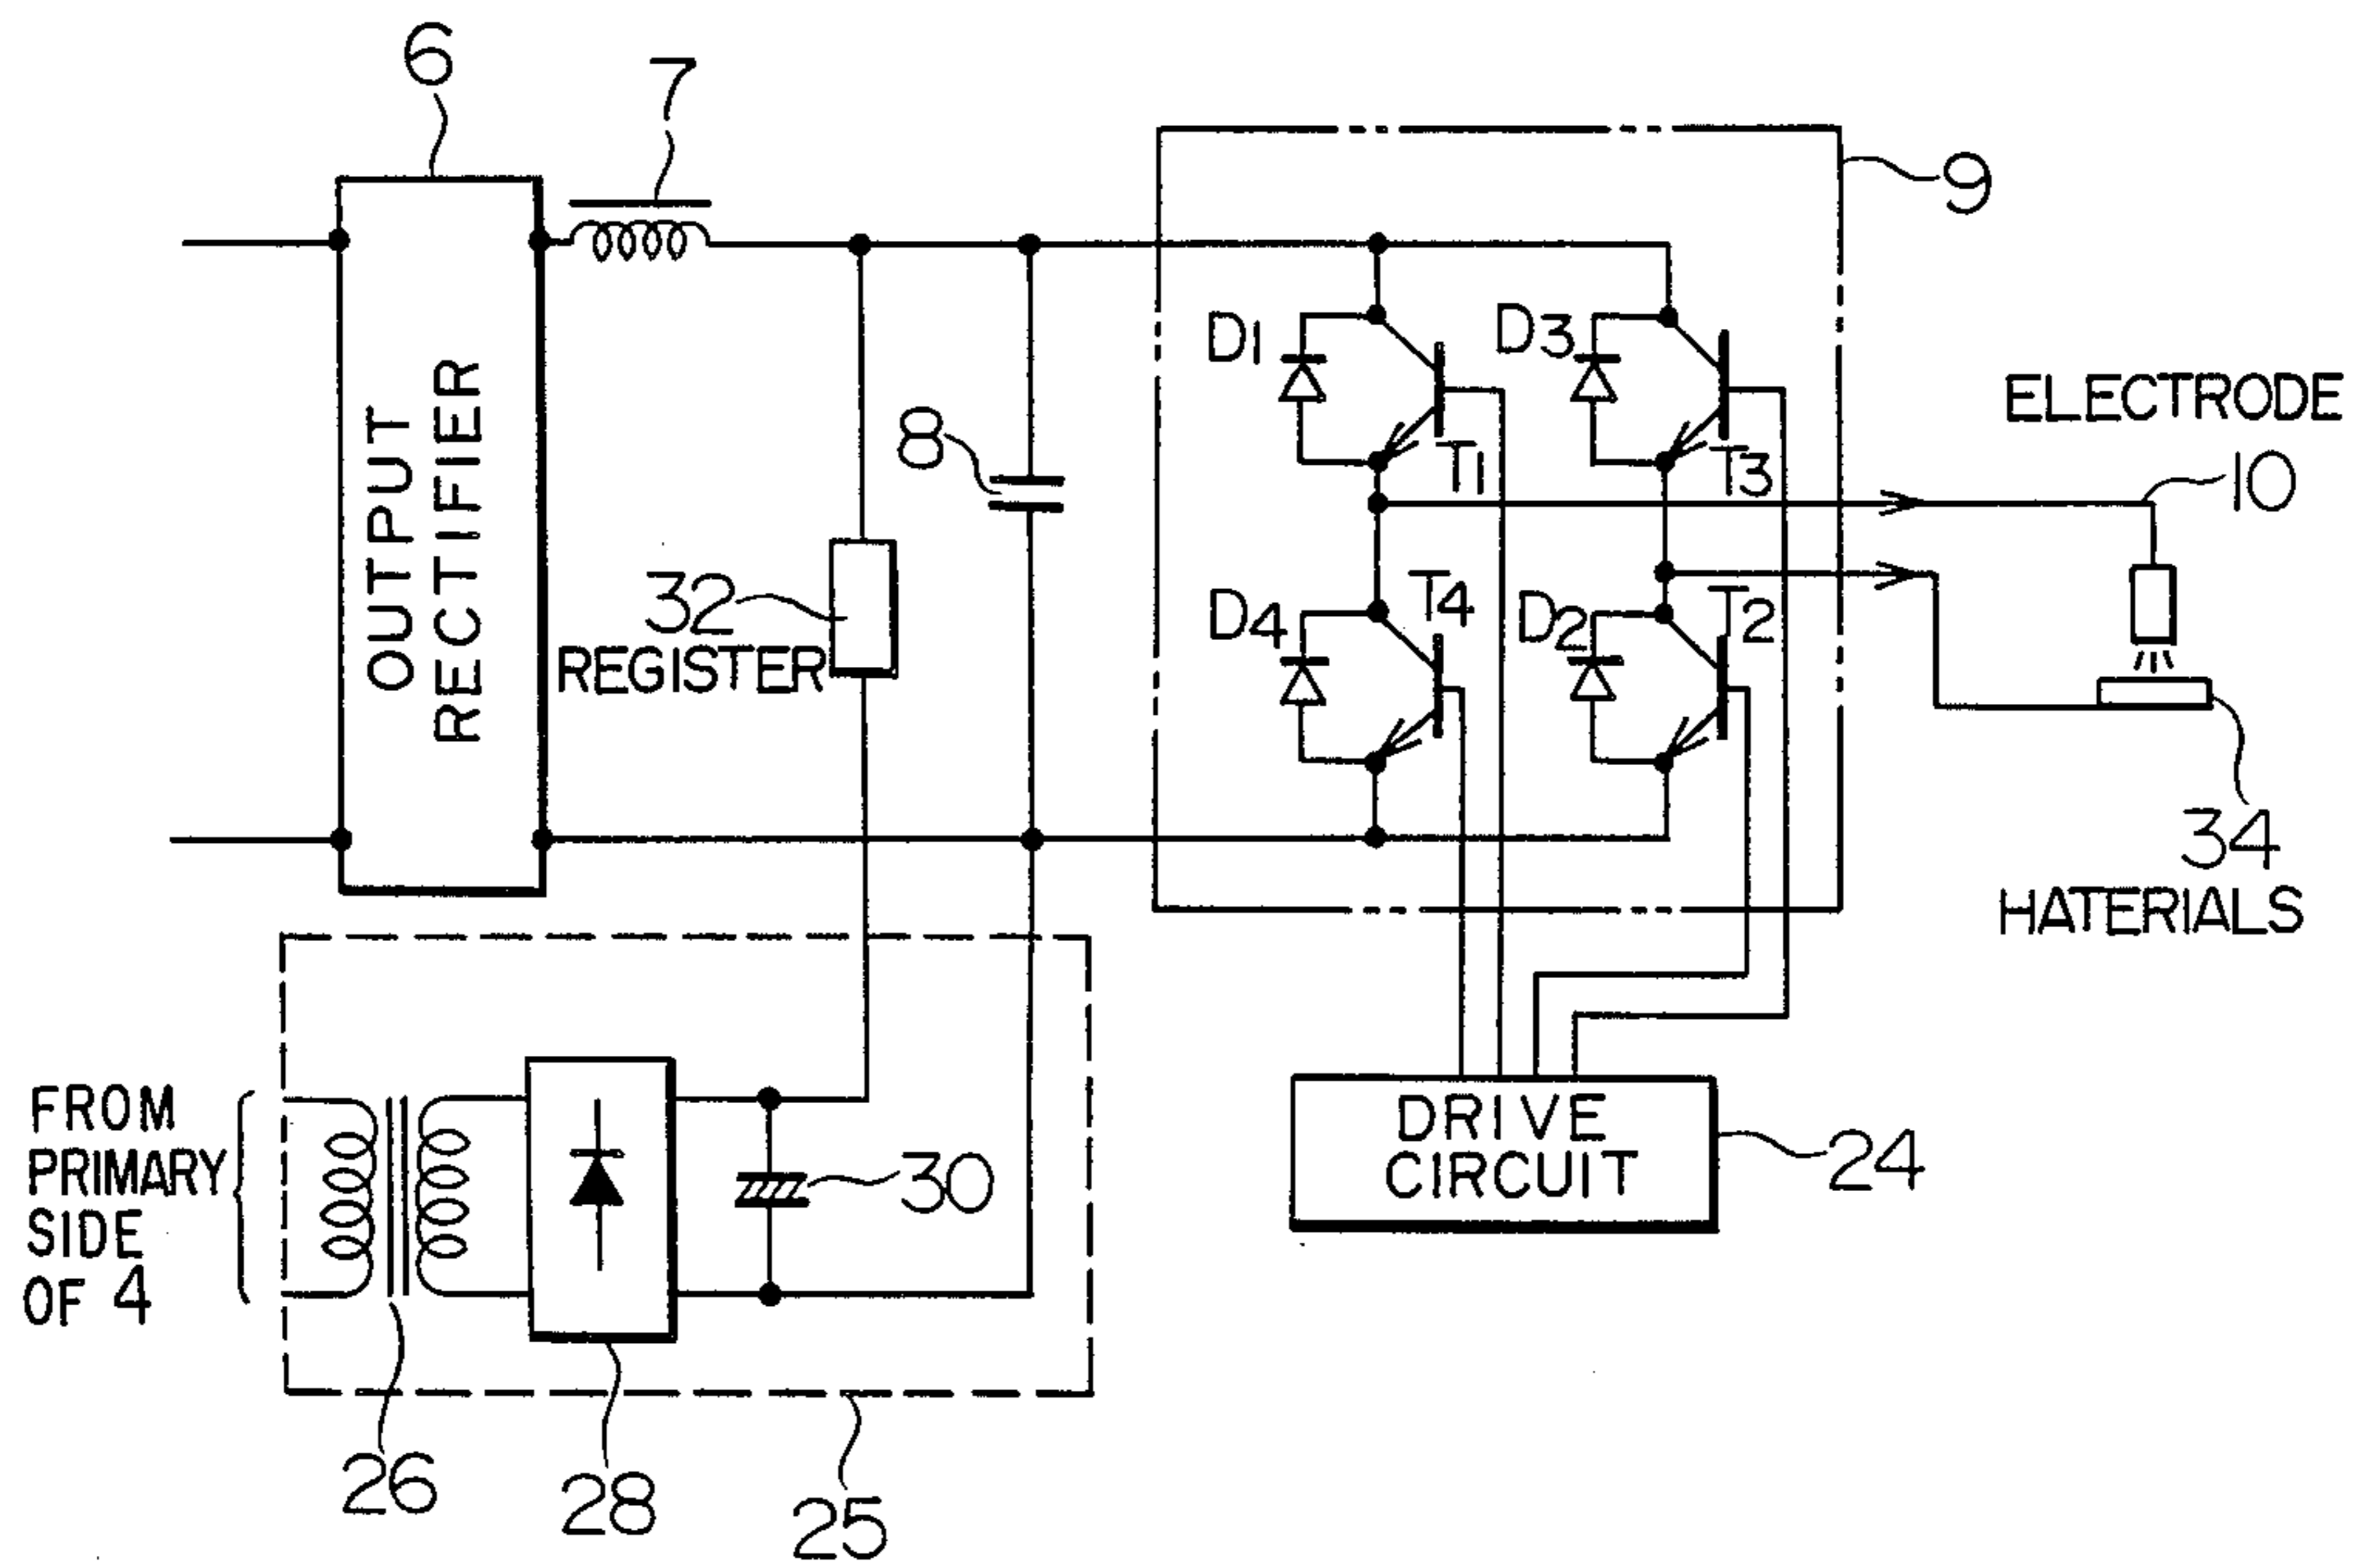 6
7
9
OUTPUT
RECTIFIER
D1
D3
T1
T3
8
ELECTRODE
10
32
REGISTER
D4
T4
D2
T2
34
HATERIALS
FROM
PRIMARY
SIDE
OF 4
30
DRIVE
CIRCUIT
24
26
28
25